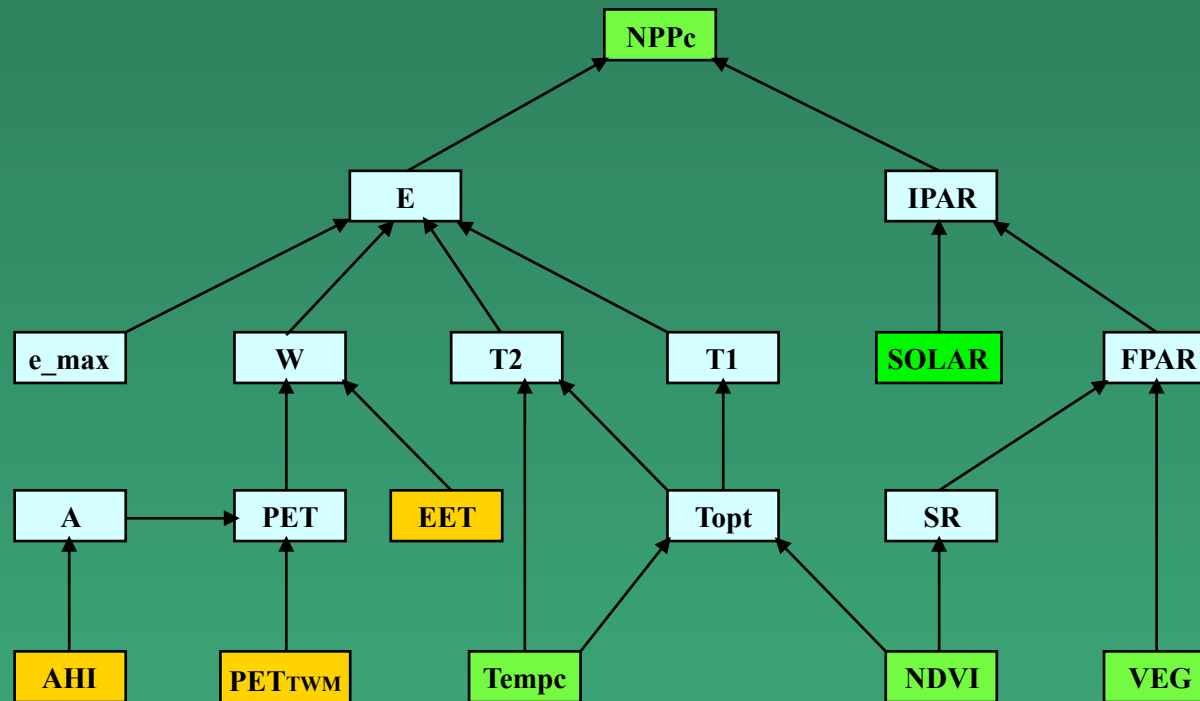 NPPc
E
IPAR
e_max
W
T2
T1
SOLAR
FPAR
A
PET
EET
Topt
SR
AHI
PETTWM
Tempc
NDVI
VEG